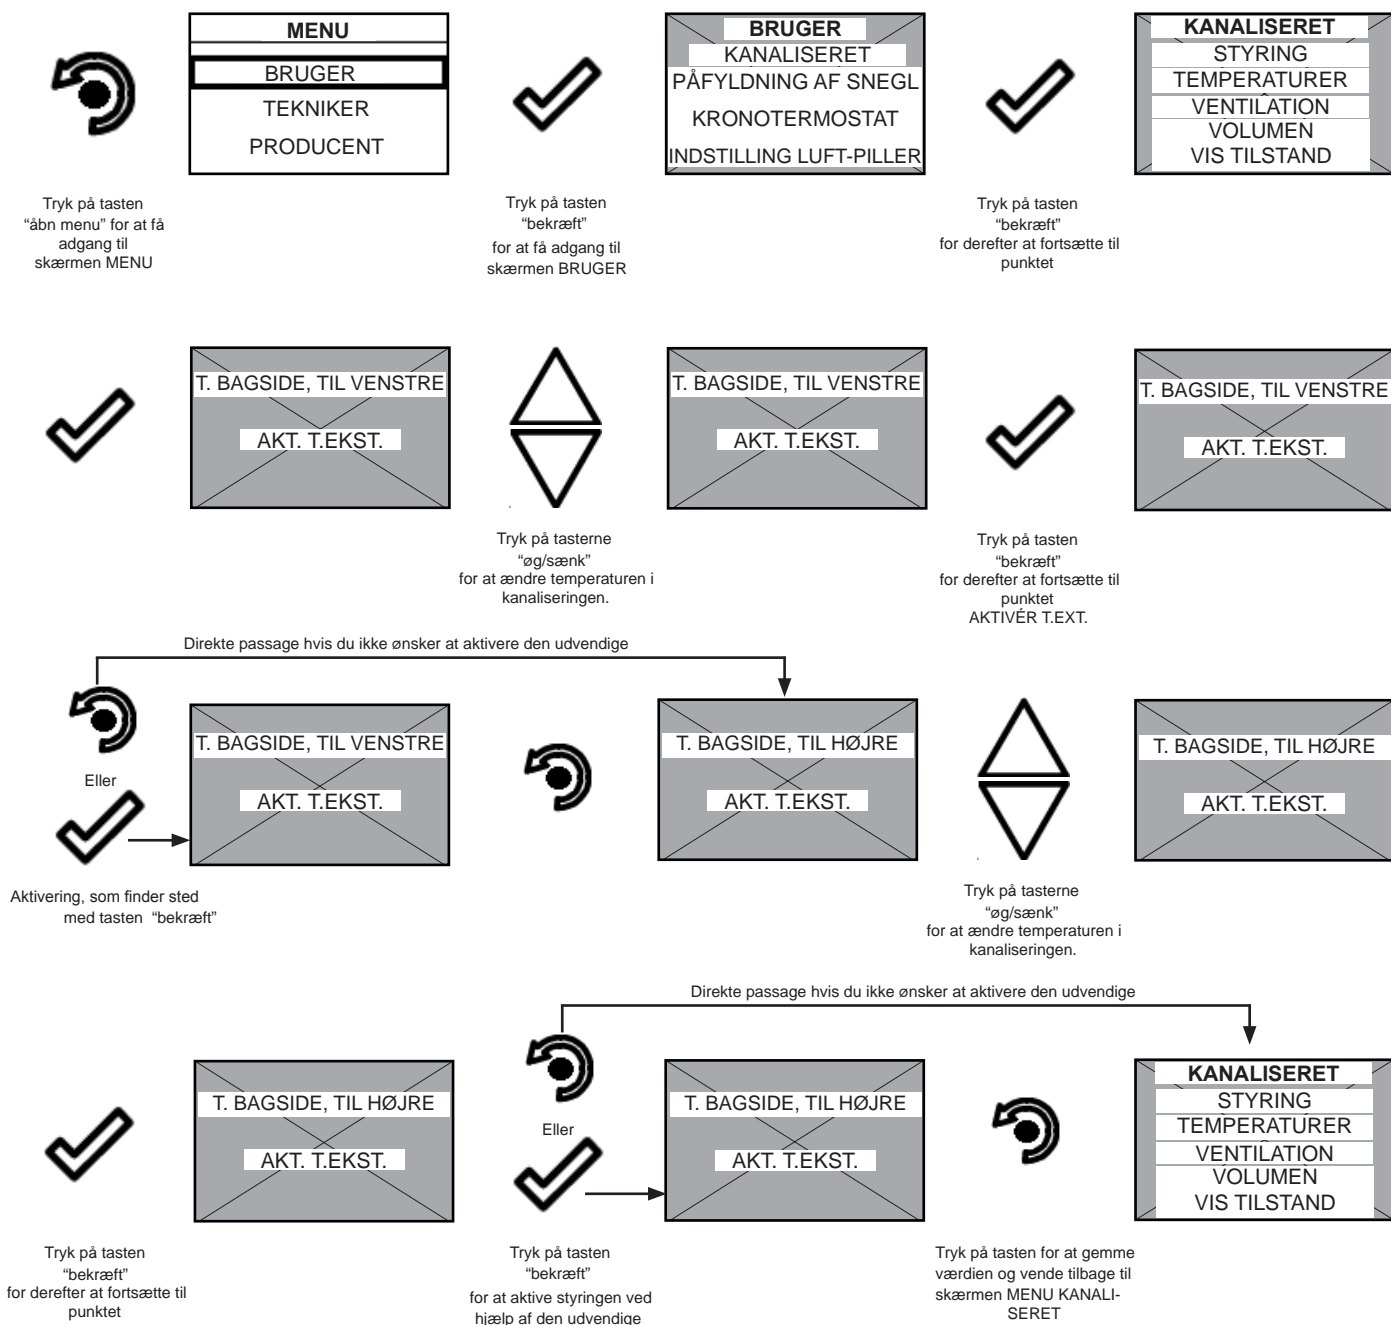 MENU
BRUGER
TEKNIKER
PRODUCENT
BRUGER
KANALISERET
PÅFYLDNING AF SNEGL
KRONOTERMOSTAT
INDSTILLING LUFT-PILLER
KANALISERET
STYRING
TEMPERATURER
VENTILATION
VOLUMEN
VIS TILSTAND
Tryk på tasten
“åbn menu” for at få
adgang til
skærmen MENU
Tryk på tasten
“bekræft”
for at få adgang til
skærmen BRUGER
Tryk på tasten
“bekræft”
for derefter at fortsætte til
punktet
T. BAGSIDE, TIL VENSTRE
AKT. T.EKST.
T. BAGSIDE, TIL VENSTRE
AKT. T.EKST.
T. BAGSIDE, TIL VENSTRE
AKT. T.EKST.
Tryk på tasterne
“øg/sænk”
for at ændre temperaturen i
kanaliseringen.
Tryk på tasten
“bekræft”
for derefter at fortsætte til
punktet
AKTIVÉR T.EXT.
Direkte passage hvis du ikke ønsker at aktivere den udvendige
Eller
T. BAGSIDE, TIL VENSTRE
AKT. T.EKST.
T. BAGSIDE, TIL HØJRE
AKT. T.EKST.
T. BAGSIDE, TIL HØJRE
AKT. T.EKST.
Aktivering, som finder sted
med tasten “bekræft”
Tryk på tasterne
“øg/sænk”
for at ændre temperaturen i
kanaliseringen.
Direkte passage hvis du ikke ønsker at aktivere den udvendige
T. BAGSIDE, TIL HØJRE
AKT. T.EKST.
Eller
T. BAGSIDE, TIL HØJRE
AKT. T.EKST.
KANALISERET
STYRING
TEMPERATURER
VENTILATION
VOLUMEN
VIS TILSTAND
Tryk på tasten
“bekræft”
for derefter at fortsætte til
punktet
Tryk på tasten
“bekræft”
for at aktive styringen ved
hjælp af den udvendige
Tryk på tasten for at gemme
værdien og vende tilbage til
skærmen MENU KANALI-
SERET